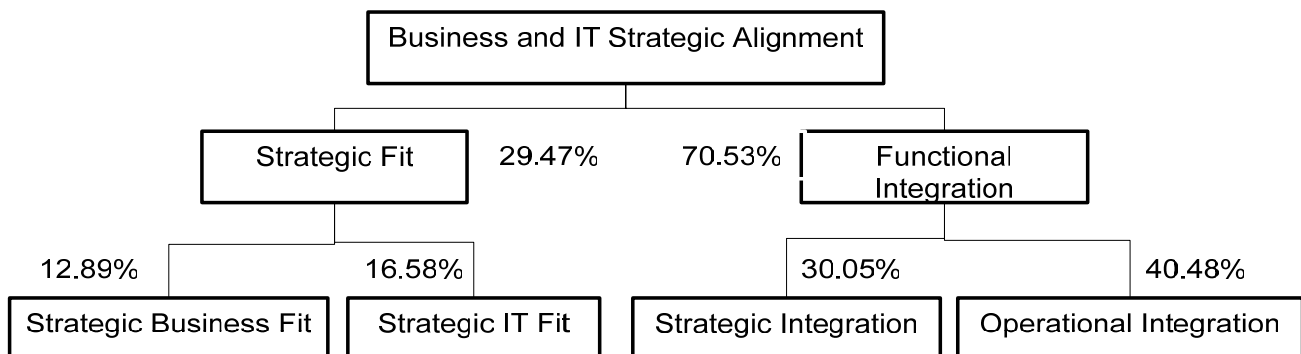 Business and IT Strategic Alignment
Strategic Fit
29.47%
70.53%
Functional
Integration
12.89%
16.58%
30.05%
40.48%
Strategic Business Fit
Strategic IT Fit
Strategic Integration
Operational Integration